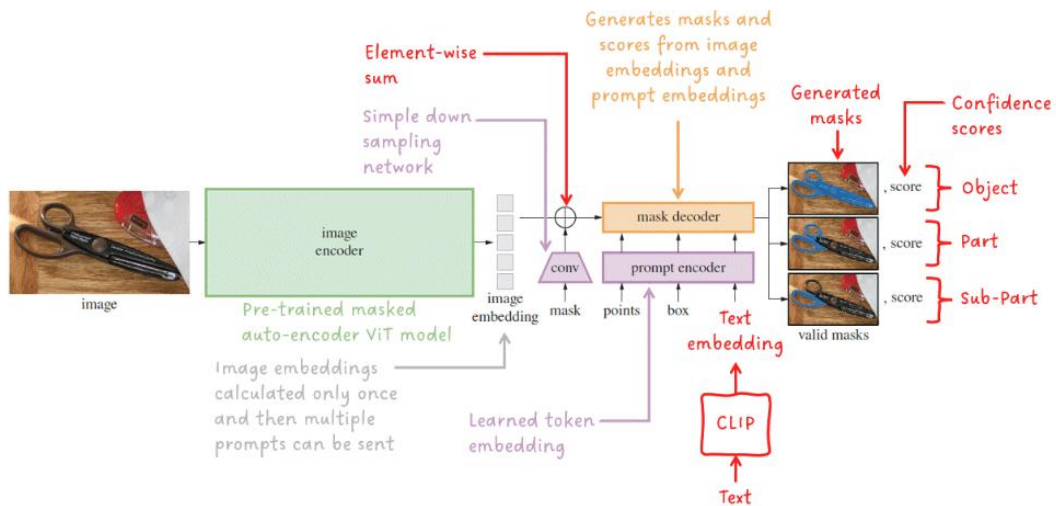 Generates masks and
scores from image
embeddings and
prompt embeddings
Element-wise
sum
Simple down
sampling
network
Generated
masks
Confidence
scores
image
encoder
image
Pre-trained masked
auto-encoder ViT model
image
embedding
conv
mask
mask decoder
prompt encoder
points
box
Text
embedding
CLIP
Text
, score
Object
, score
Part
, score
Sub-Part
valid masks
Image embeddings
calculated only once
and then multiple
prompts can be sent
Learned token
embedding